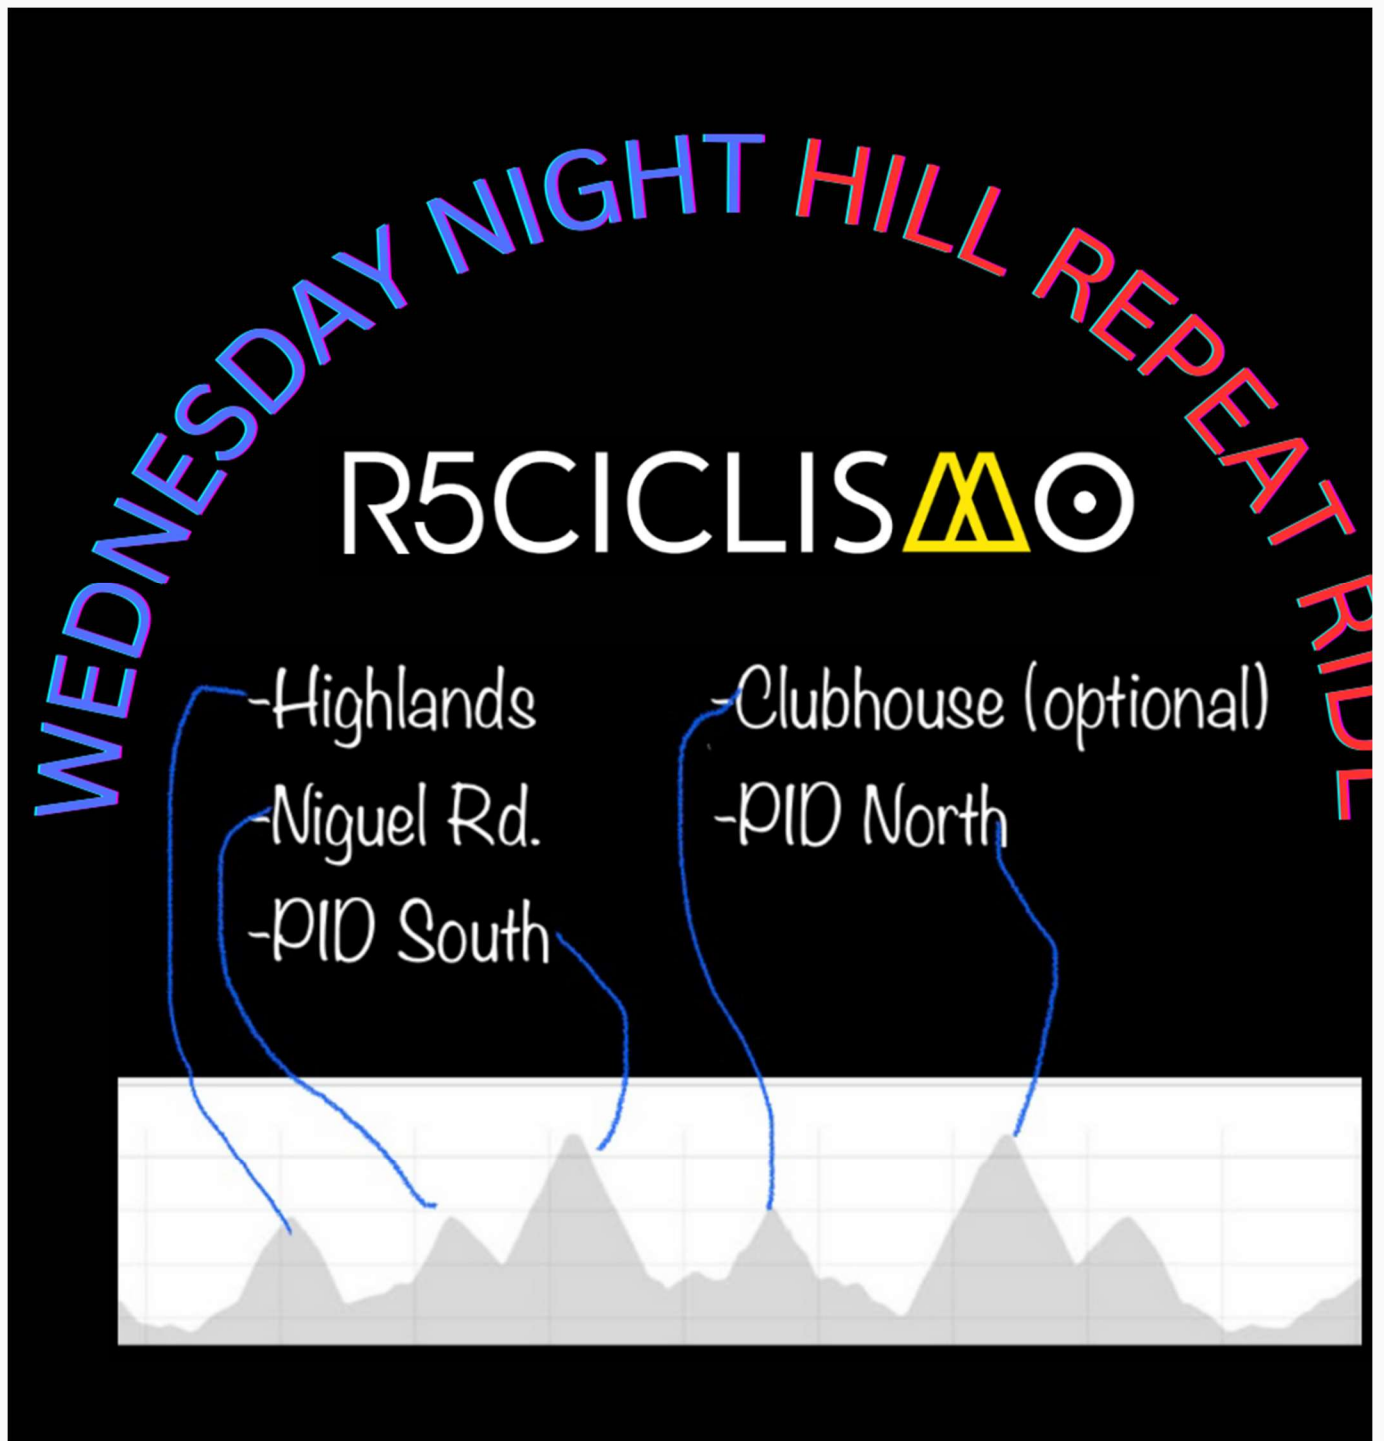 WEDNESDAY NIGHT HILL REPEAT RIDE
R5CICLISMO
-Highlands
-Niguel Rd.
-PID South
-Clubhouse (optional)
-PID North